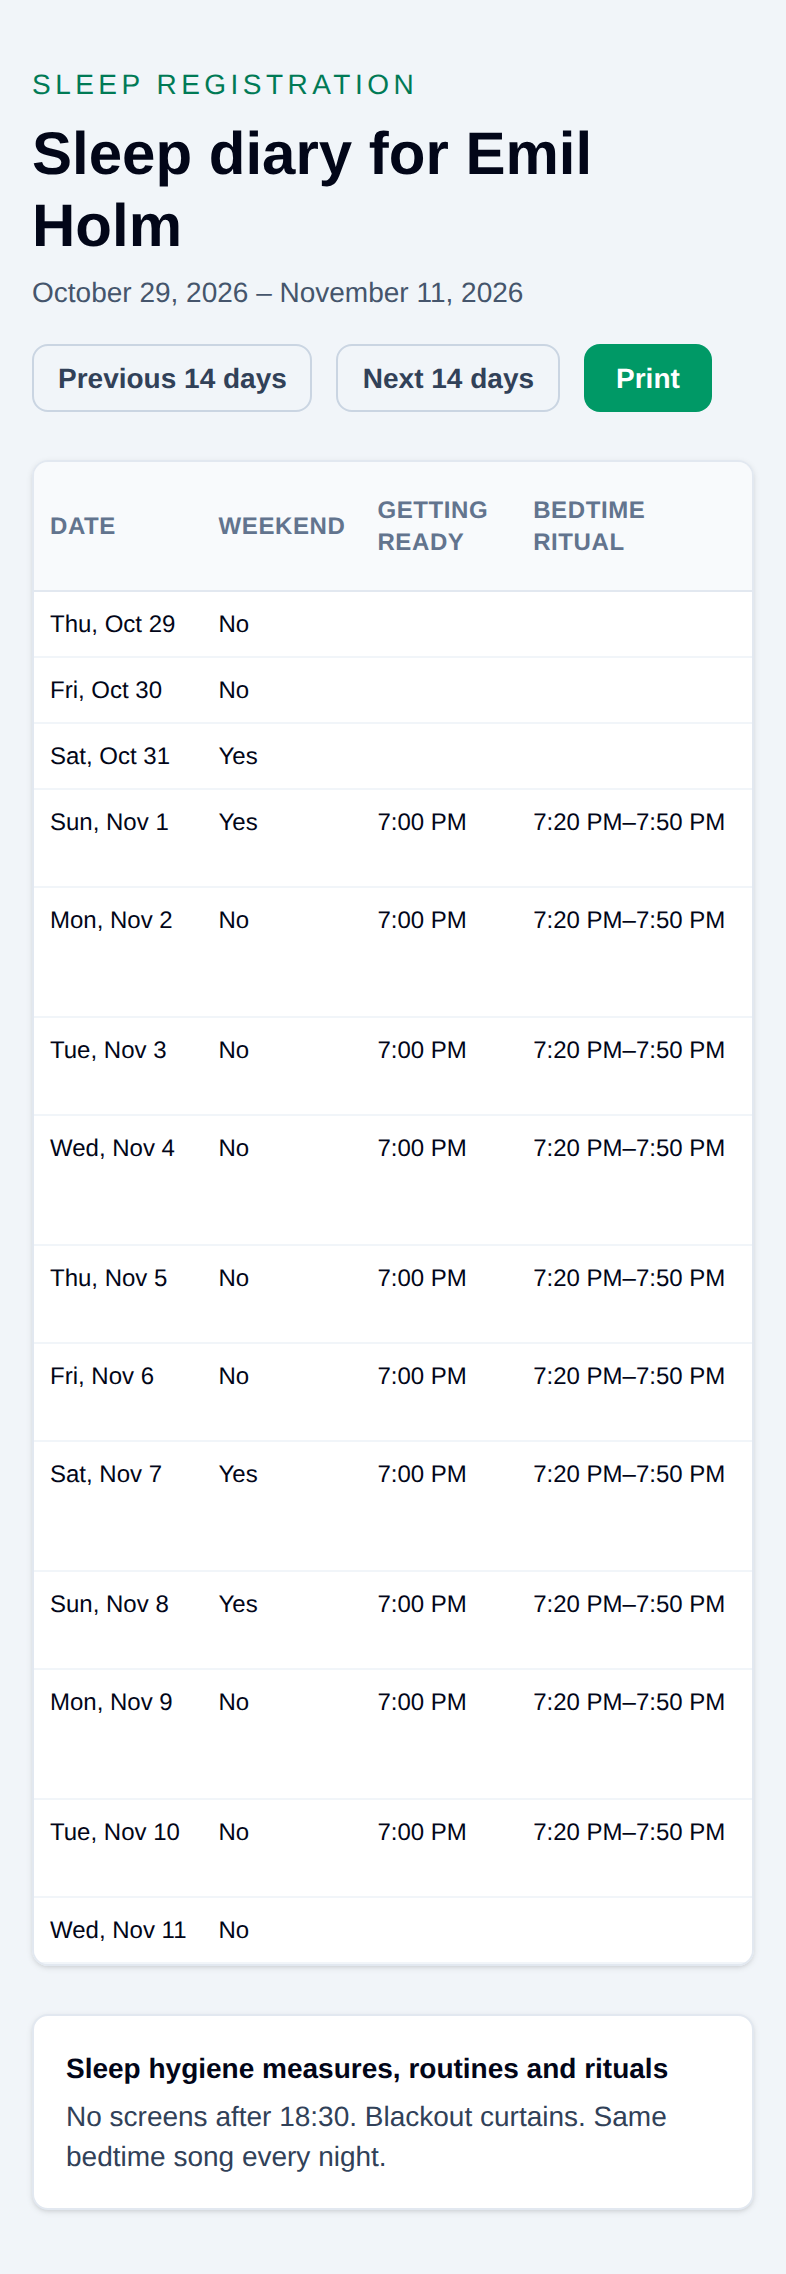 SLEEP REGISTRATION
Sleep diary for Emil
Holm
October 29, 2026 – November 11, 2026
Previous 14 days Next 14 days Print
DATE WEEKEND GETTING READY BEDTIME RITUAL
Thu, Oct 29 No
Fri, Oct 30 No
Sat, Oct 31 Yes
Sun, Nov 1 Yes 7:00 PM 7:20 PM–7:50 PM
Mon, Nov 2 No 7:00 PM 7:20 PM–7:50 PM
Tue, Nov 3 No 7:00 PM 7:20 PM–7:50 PM
Wed, Nov 4 No 7:00 PM 7:20 PM–7:50 PM
Thu, Nov 5 No 7:00 PM 7:20 PM–7:50 PM
Fri, Nov 6 No 7:00 PM 7:20 PM–7:50 PM
Sat, Nov 7 Yes 7:00 PM 7:20 PM–7:50 PM
Sun, Nov 8 Yes 7:00 PM 7:20 PM–7:50 PM
Mon, Nov 9 No 7:00 PM 7:20 PM–7:50 PM
Tue, Nov 10 No 7:00 PM 7:20 PM–7:50 PM
Wed, Nov 11 No
Sleep hygiene measures, routines and rituals
No screens after 18:30. Blackout curtains. Same
bedtime song every night.